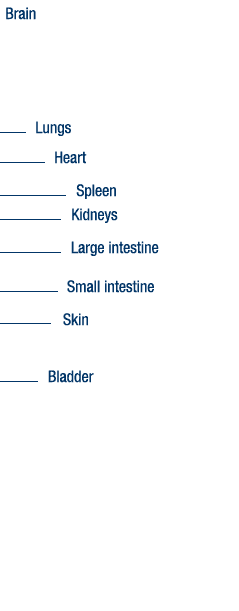 Brain
Lungs
Heart
Spleen
Kidneys
Large intestine
Small intestine
Skin
Bladder